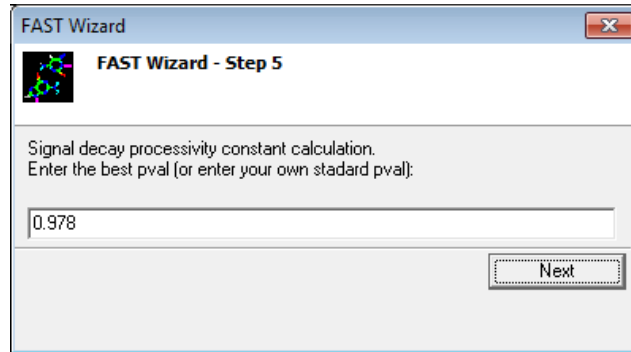 FAST Wizard
FAST Wizard - Step 5
Signal decay processivity constant calculation.
Enter the best pval (or enter your own stadard pval):
0.978
Next